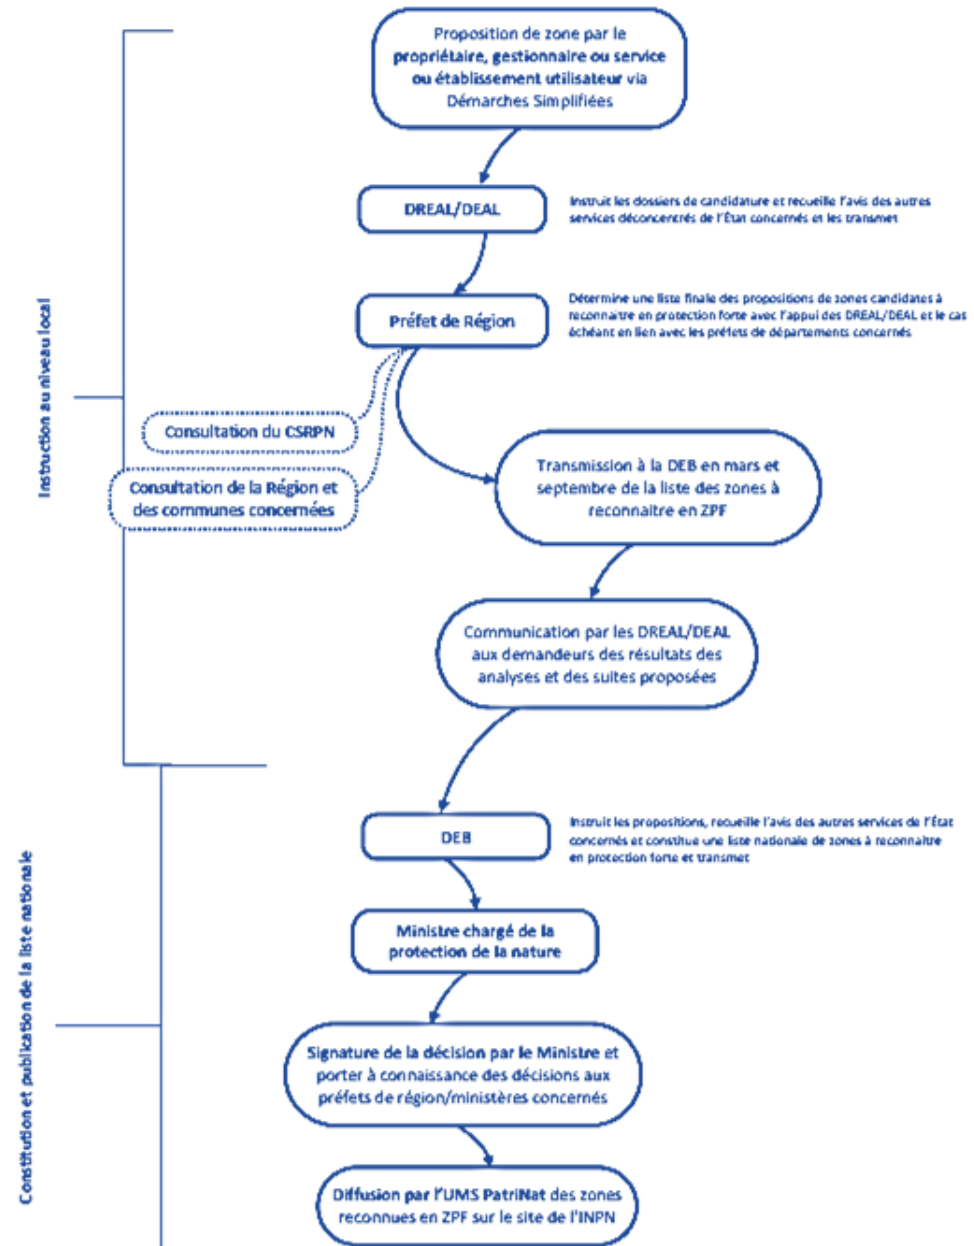 Proposition de zone par le
propriétaire, gestionnaire ou service
ou établissement utilisateur via
Démarches Simplifiées
DREAL/DEAL
Instruit les dossiers de candidature et recueille l'avis des autres
services déconcentrés de l'État concernés et les transmet
Préfet de Région
Détermine une liste finale des propositions de zones candidates à
reconnaitre en protection forte avec l'appui des DREAL/DEAL et le cas
échéant en lien avec les préfets de départements concernés
Instruction au niveau local
Consultation du CSRPN
Consultation de la Région et
des communes concernées
Transmission à la DEB en mars et
septembre de la liste des zones à
reconnaitre en ZPF
Communication par les DREAL/DEAL
aux demandeurs des résultats des
analyses et des suites proposées
DEB
Instruit les propositions, recueille l'avis des autres services de l'État
concernés et constitue une liste nationale de zones à reconnaitre
en protection forte et transmet
Constitution et publication de la liste nationale
Ministre chargé de la
protection de la nature
Signature de la décision par le Ministre et
porter à connaissance des décisions aux
préfets de région/ministères concernés
Diffusion par l'UMS PatriNat des zones
reconnues en ZPF sur le site de l'INPN